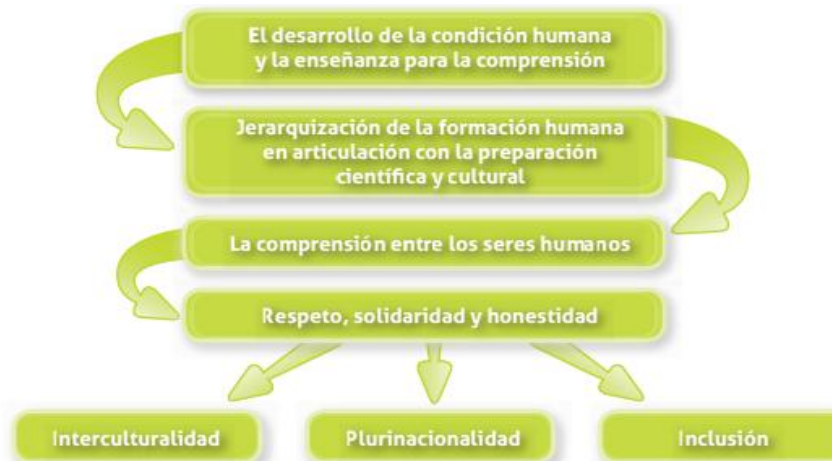 El desarrollo de la condición humana
y la enseñanza para la comprensión
Jerarquización de la formación humana
en articulación con la preparación
científica y cultural
La comprensión entre los seres humanos
Respeto, solidaridad y honestidad
Interculturalidad
Plurinacionalidad
Inclusión